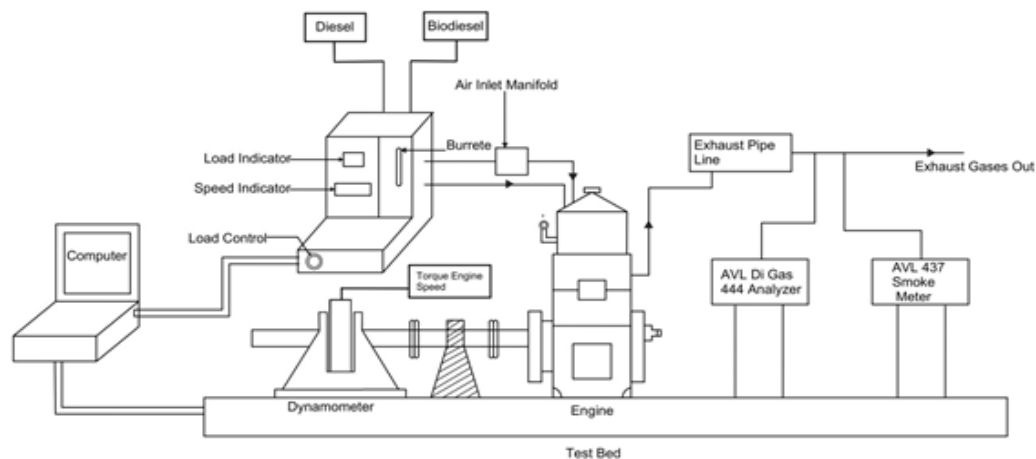 Diesel
Biodiesel
Air Inlet Manifold
Burrete
Load Indicator
Speed Indicator
Load Control
Computer
Torque Engine
Speed
Exhaust Pipe
Line
Exhaust Gases Out
AVL Di Gas
444 Analyzer
AVL 437
Smoke
Meter
Dynamometer
Engine
Test Bed